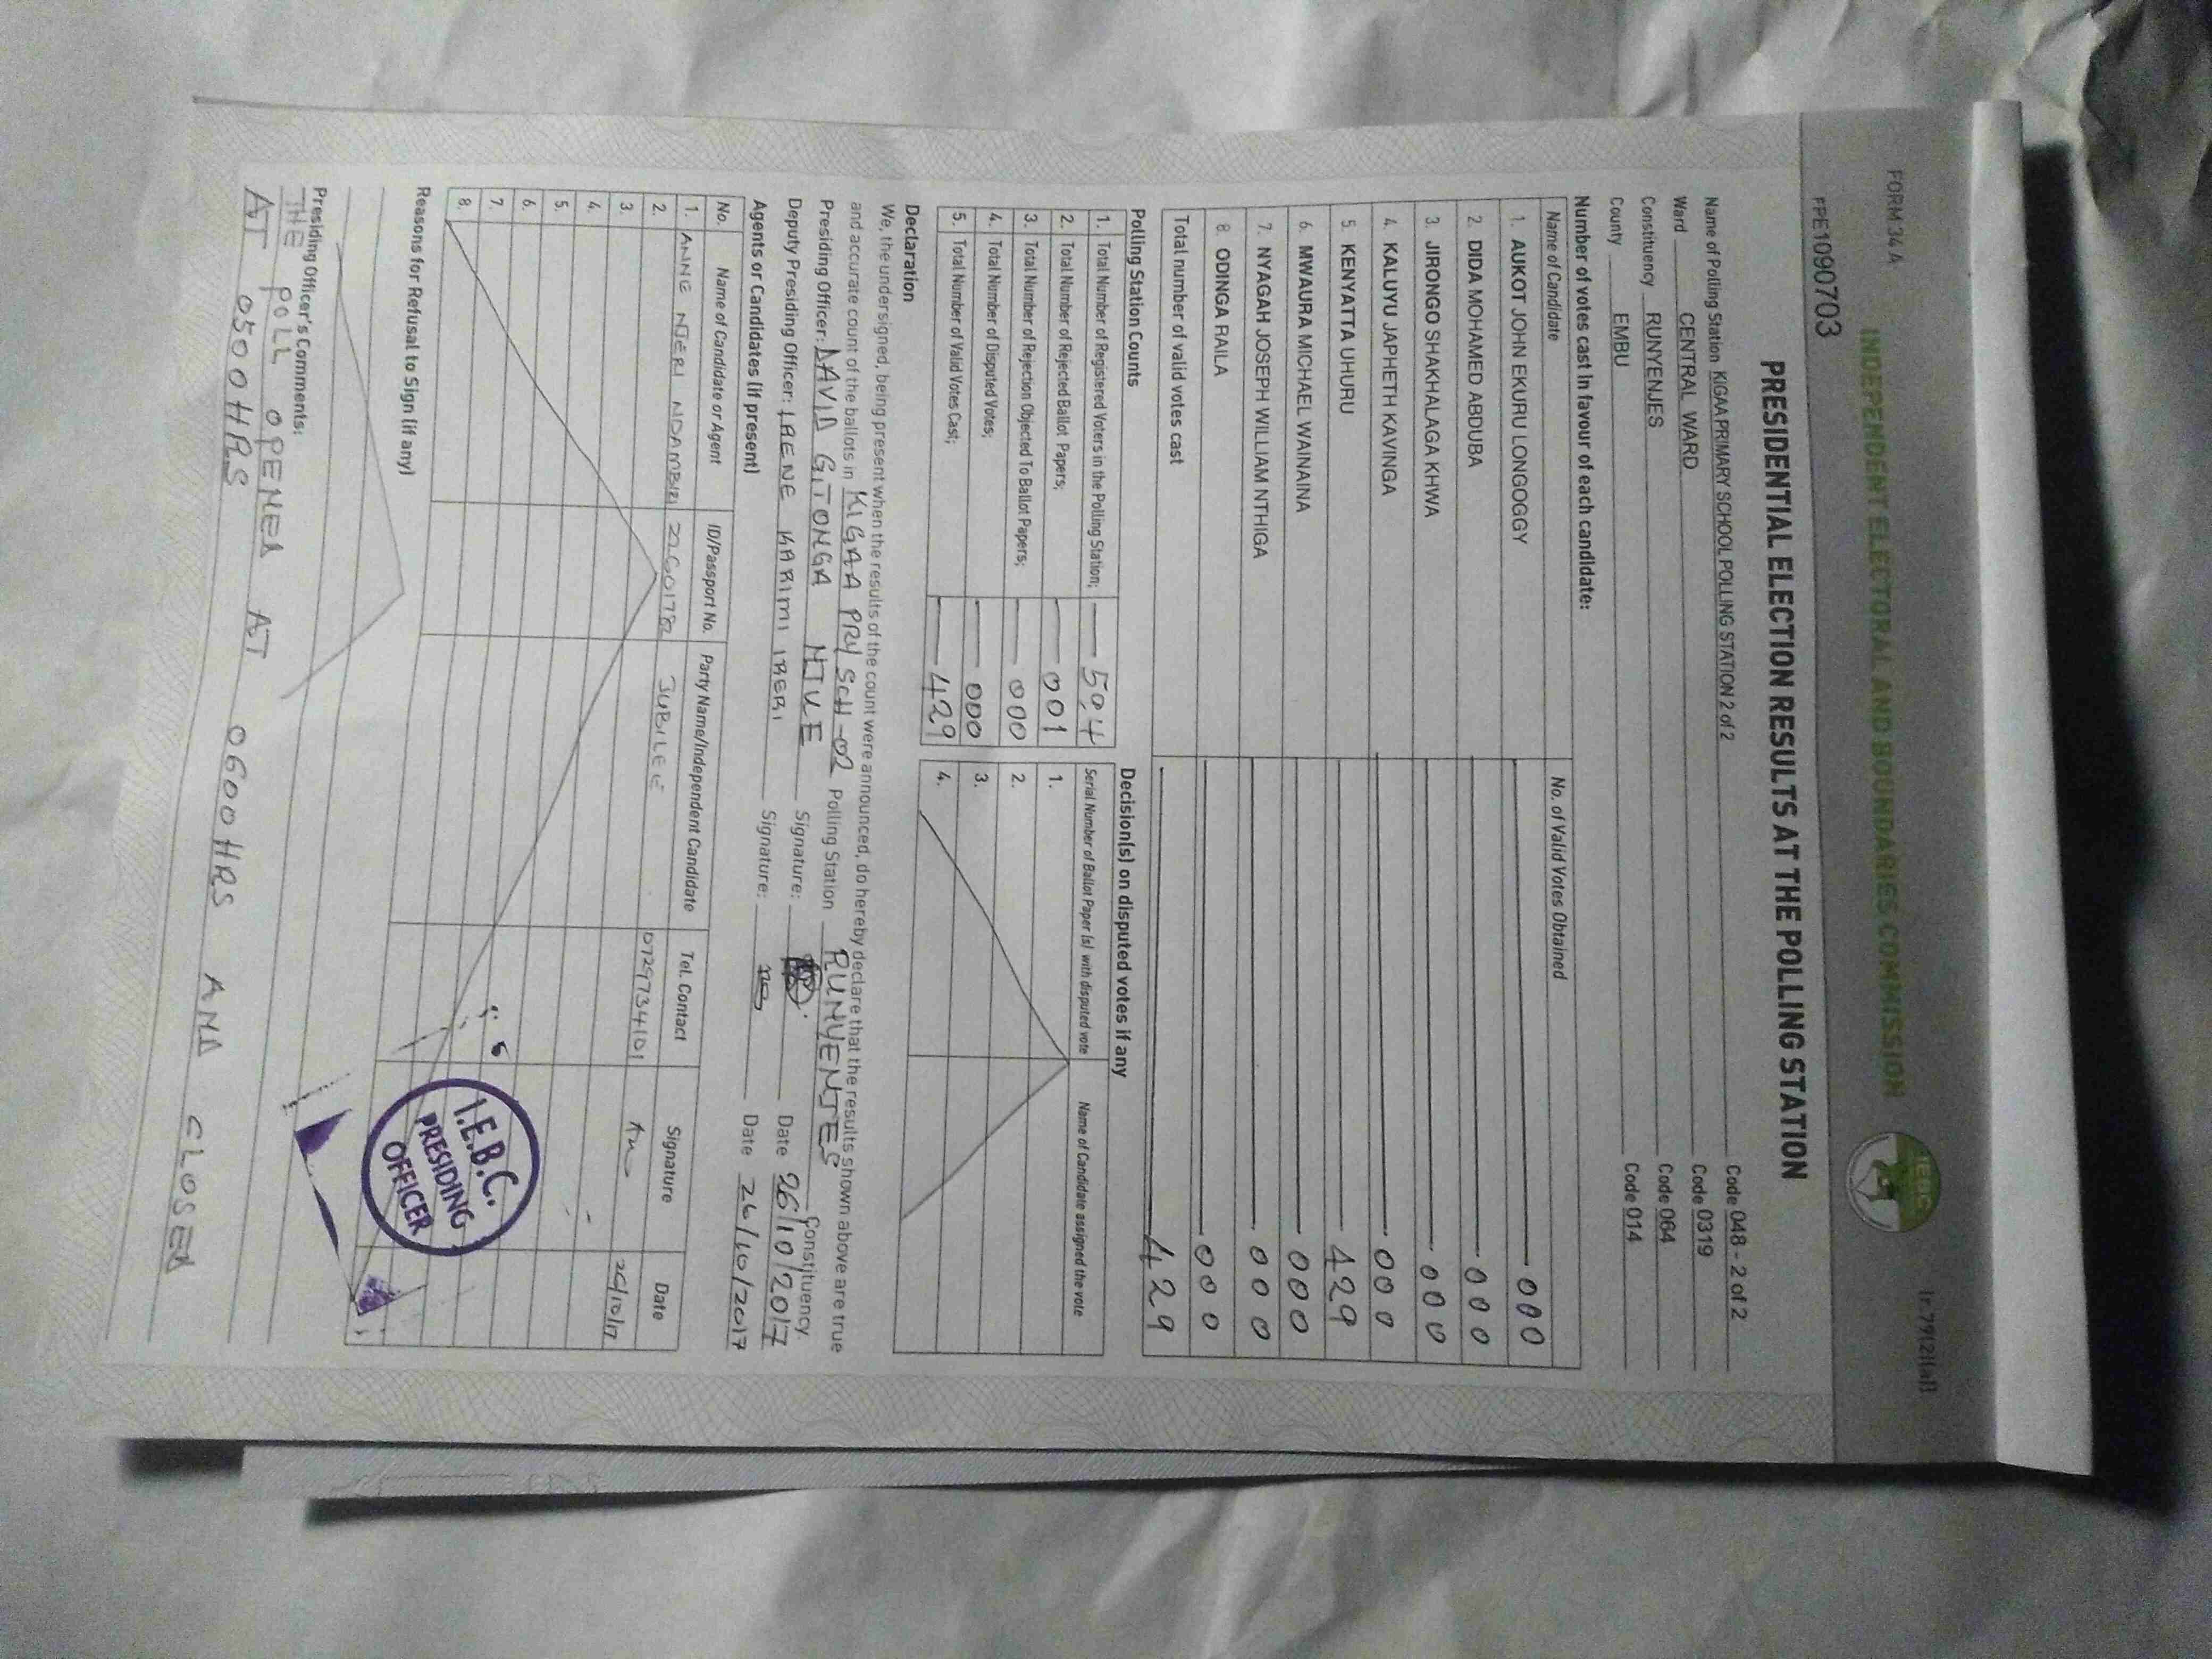 FORM 34A
INDEPENDENT ELECTORAL AND BOUNDARIES COMMISSION
IEBC
FPE1090703
PRESIDENTIAL ELECTION RESULTS AT THE POLLING STATION
Name of Polling Station KIGAA PRIMARY SCHOOL POLLING STATION 2 of 2 Code 048 - 2 of 2
Ward CENTRAL WARD Code 0319
Constituency RUNYENJES Code 064
County EMBU Code 014
Number of votes cast in favour of each candidate:
Name of Candidate No. of Valid Votes Obtained
1. AUKOT JOHN EKURU LONGOGGY 000
2. DIDA MOHAMED ABDUBA 000
3. JIRONGO SHAKHALAGA KHWA 000
4. KALUYU JAPHETH KAVINGA 000
5 KENYATTA UHURU 429
6. MWAURA MICHAEL WAINAINA 000
7. NYAGAH JOSEPH WILLIAM NTHIGA 000
8. ODINGA RAILA 000
Total number of valid votes cast 429
Polling Station Counts
1. Total Number of Registered Voters in the Polling Station; 504
2. Total Number of Rejected Ballot Papers; 001
3. Total Number of Rejection Objected To Ballot Papers; 000
4. Total Number of Disputed Votes; 000
5. Total Number of Valid Votes Cast; 429
Decision(s) on disputed votes if any
Serial Number of Ballot Paper (s) with disputed vote Name of Candidate assigned the vote
1.
2.
3.
4.
Declaration
We, the undersigned, being present when the results of the count were announced, do hereby declare that the results shown above are true
and accurate count of the ballots in KIGAA PRY SCH-02 Polling Station RUNYENJES Constituency
Presiding Officer: DAVID GITONGA NJUE Signature: Date 26/10/2017
Deputy Presiding Officer: IRENE KARIMI IRERI Signature: Date 26/10/2017
Agents or Candidates (if present)
No. Name of Candidate or Agent ID/Passport No. Party Name/Independent Candidate Tel. Contact Signature Date
1. ANNE NJERI NDAMBIRI 22601782 JUBILEE 0729734101 26/10/17
2.
3.
4.
5.
6.
7.
8.
I.E.B.C.
PRESIDING
OFFICER
Reasons for Refusal to Sign (if any)
Presiding Officer's Comments:
THE POLL OPENED AT 0600HRS AND CLOSED
AT 0500HRS